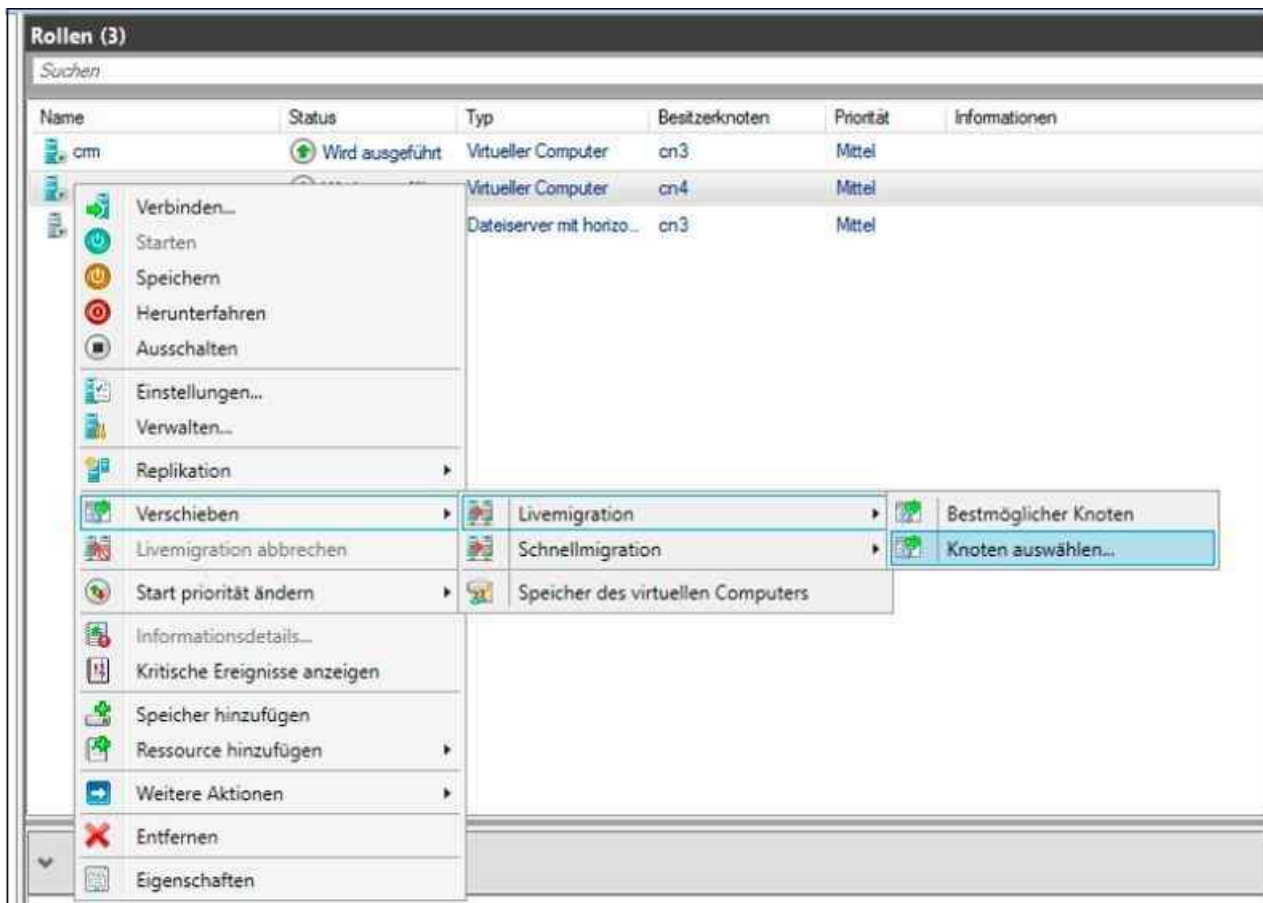 Rollen (3)
Suchen
Name Status Typ Besitzerknoten Priorität Informationen
crm Wird ausgeführt Virtueller Computer cn3 Mittel
Virtueller Computer cn4 Mittel
Dateiserver mit horizo... cn3 Mittel
Verbinden...
Starten
Speichern
Herunterfahren
Ausschalten
Einstellungen...
Verwalten...
Replikation
Verschieben Livemigration Bestmöglicher Knoten
Livemigration abbrechen Schnellmigration Knoten auswählen...
Start priorität ändern Speicher des virtuellen Computers
Informationsdetails...
Kritische Ereignisse anzeigen
Speicher hinzufügen
Ressource hinzufügen
Weitere Aktionen
Entfernen
Eigenschaften